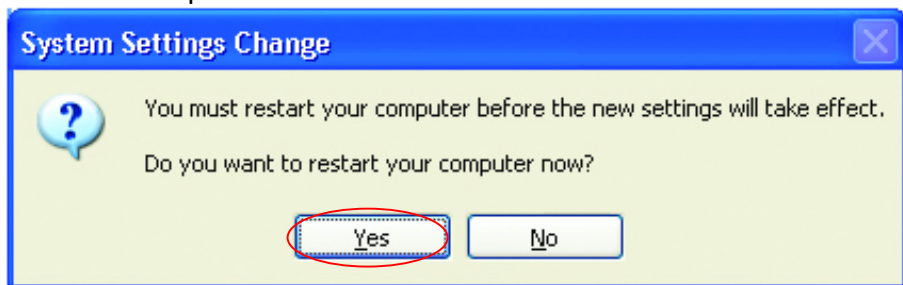 System Settings Change
You must restart your computer before the new settings will take effect.
Do you want to restart your computer now?
Yes
No